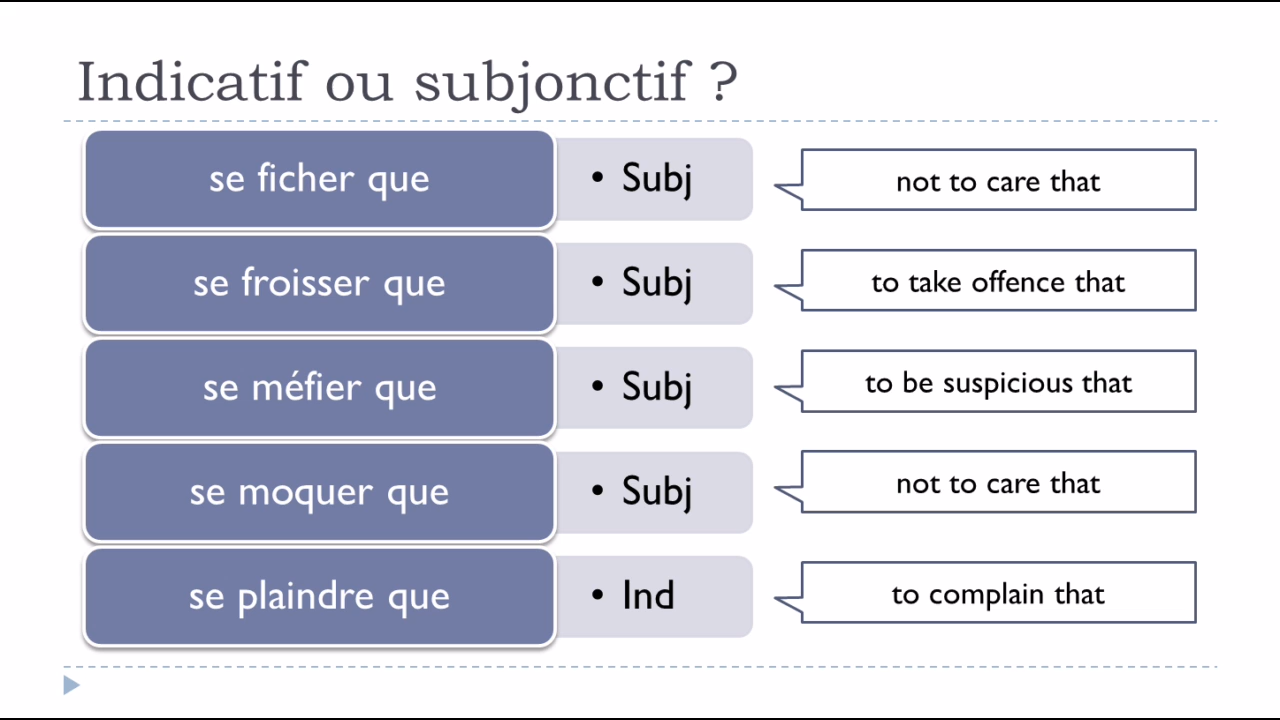 Indicatif ou subjonctif ?
se ficher que
• Subj
not to care that
se froisser que
• Subj
to take offence that
se méfier que
• Subj
to be suspicious that
se moquer que
• Subj
not to care that
se plaindre que
• Ind
to complain that